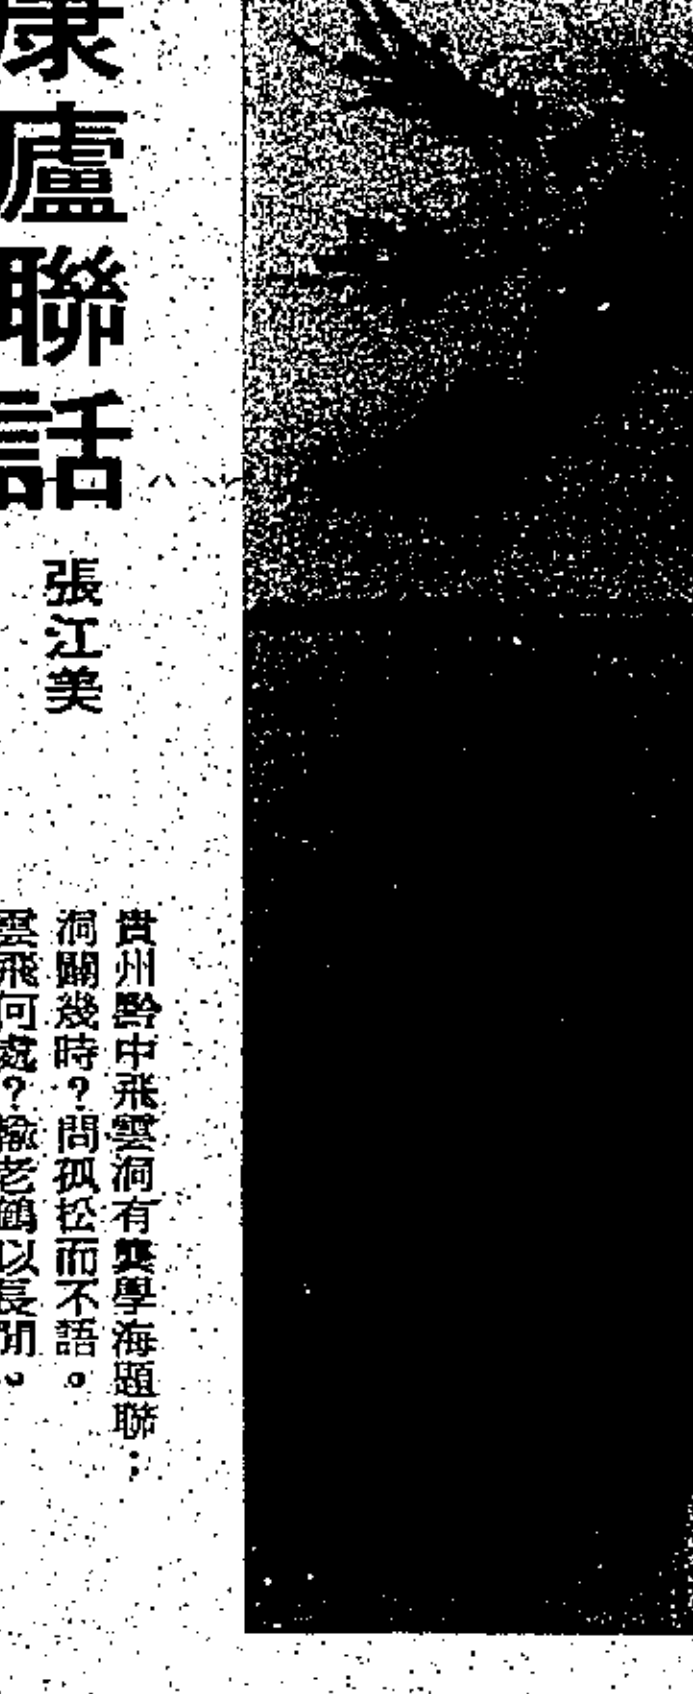 康廬聯話
張江美
貴州黔中飛雲洞有龔學海題聯：
洞闢幾時？問孤松而不語。
雲飛何處？老鶴以長閒。